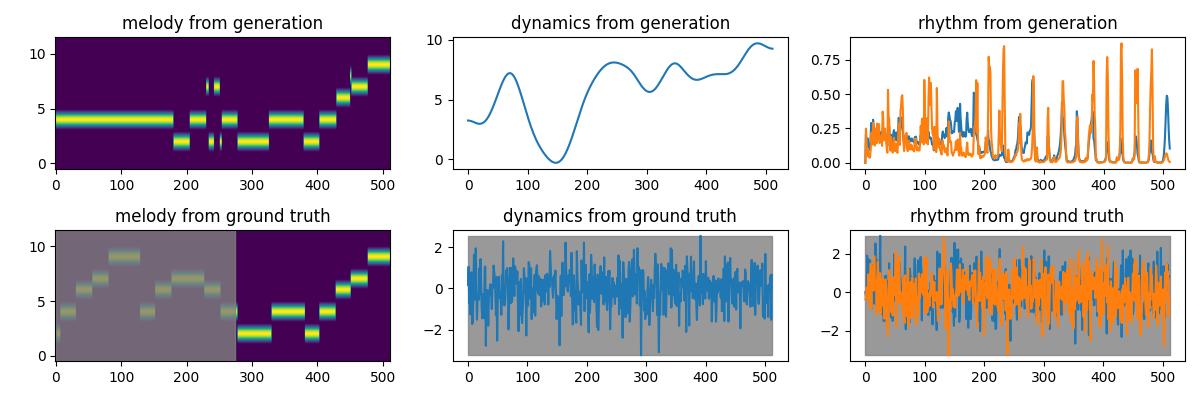 melody from generation
10
5
0
0 100 200 300 400 500
dynamics from generation
10
5
0
0 100 200 300 400 500
rhythm from generation
0.75
0.50
0.25
0.00
0 100 200 300 400 500
melody from ground truth
10
5
0
0 100 200 300 400 500
dynamics from ground truth
2
0
−2
0 100 200 300 400 500
rhythm from ground truth
2
0
−2
0 100 200 300 400 500